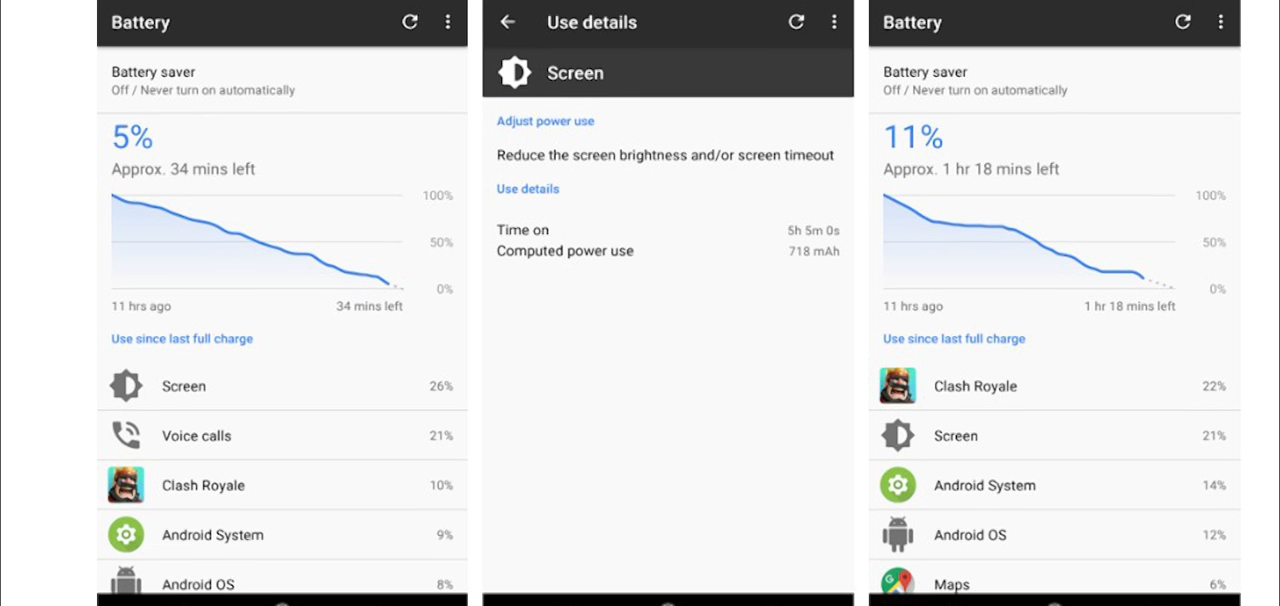 Battery
Battery saver
Off / Never turn on automatically
5%
Approx. 34 mins left
100%
50%
0%
11 hrs ago 34 mins left
Use since last full charge
Screen 26%
Voice calls 21%
Clash Royale 10%
Android System 9%
Android OS 8%
Use details
Screen
Adjust power use
Reduce the screen brightness and/or screen timeout
Use details
Time on 5h 5m 0s
Computed power use 718 mAh
Battery
Battery saver
Off / Never turn on automatically
11%
Approx. 1 hr 18 mins left
100%
50%
0%
11 hrs ago 1 hr 18 mins left
Use since last full charge
Clash Royale 22%
Screen 21%
Android System 14%
Android OS 12%
G
Maps 6%